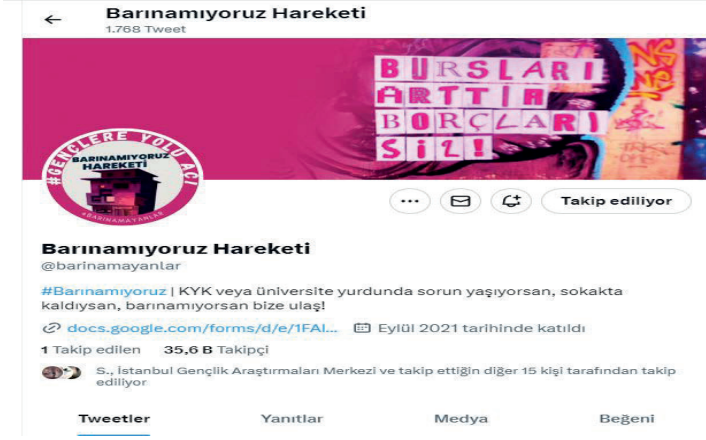 Barınamıyoruz Hareketi
1.768 Tweet
BURSLARI
ARTTIR
BORÇLARI
SİL!
#GENÇLERE YOLU AÇ!
BARINAMIYORUZ
HAREKETİ
#BARINAMAYANLAR
Takip ediliyor
Barınamıyoruz Hareketi
@barinamayanlar
#Barınamıyoruz | KYK veya üniversite yurdunda sorun yaşıyorsan, sokakta
kaldıysan, barınamıyorsan bize ulaş!
docs.google.com/forms/d/e/1FAI... Eylül 2021 tarihinde katıldı
1 Takip edilen 35,6 B Takipçi
S., İstanbul Gençlik Araştırmaları Merkezi ve takip ettiğin diğer 15 kişi tarafından takip
ediliyor
Tweetler Yanıtlar Medya Beğeni